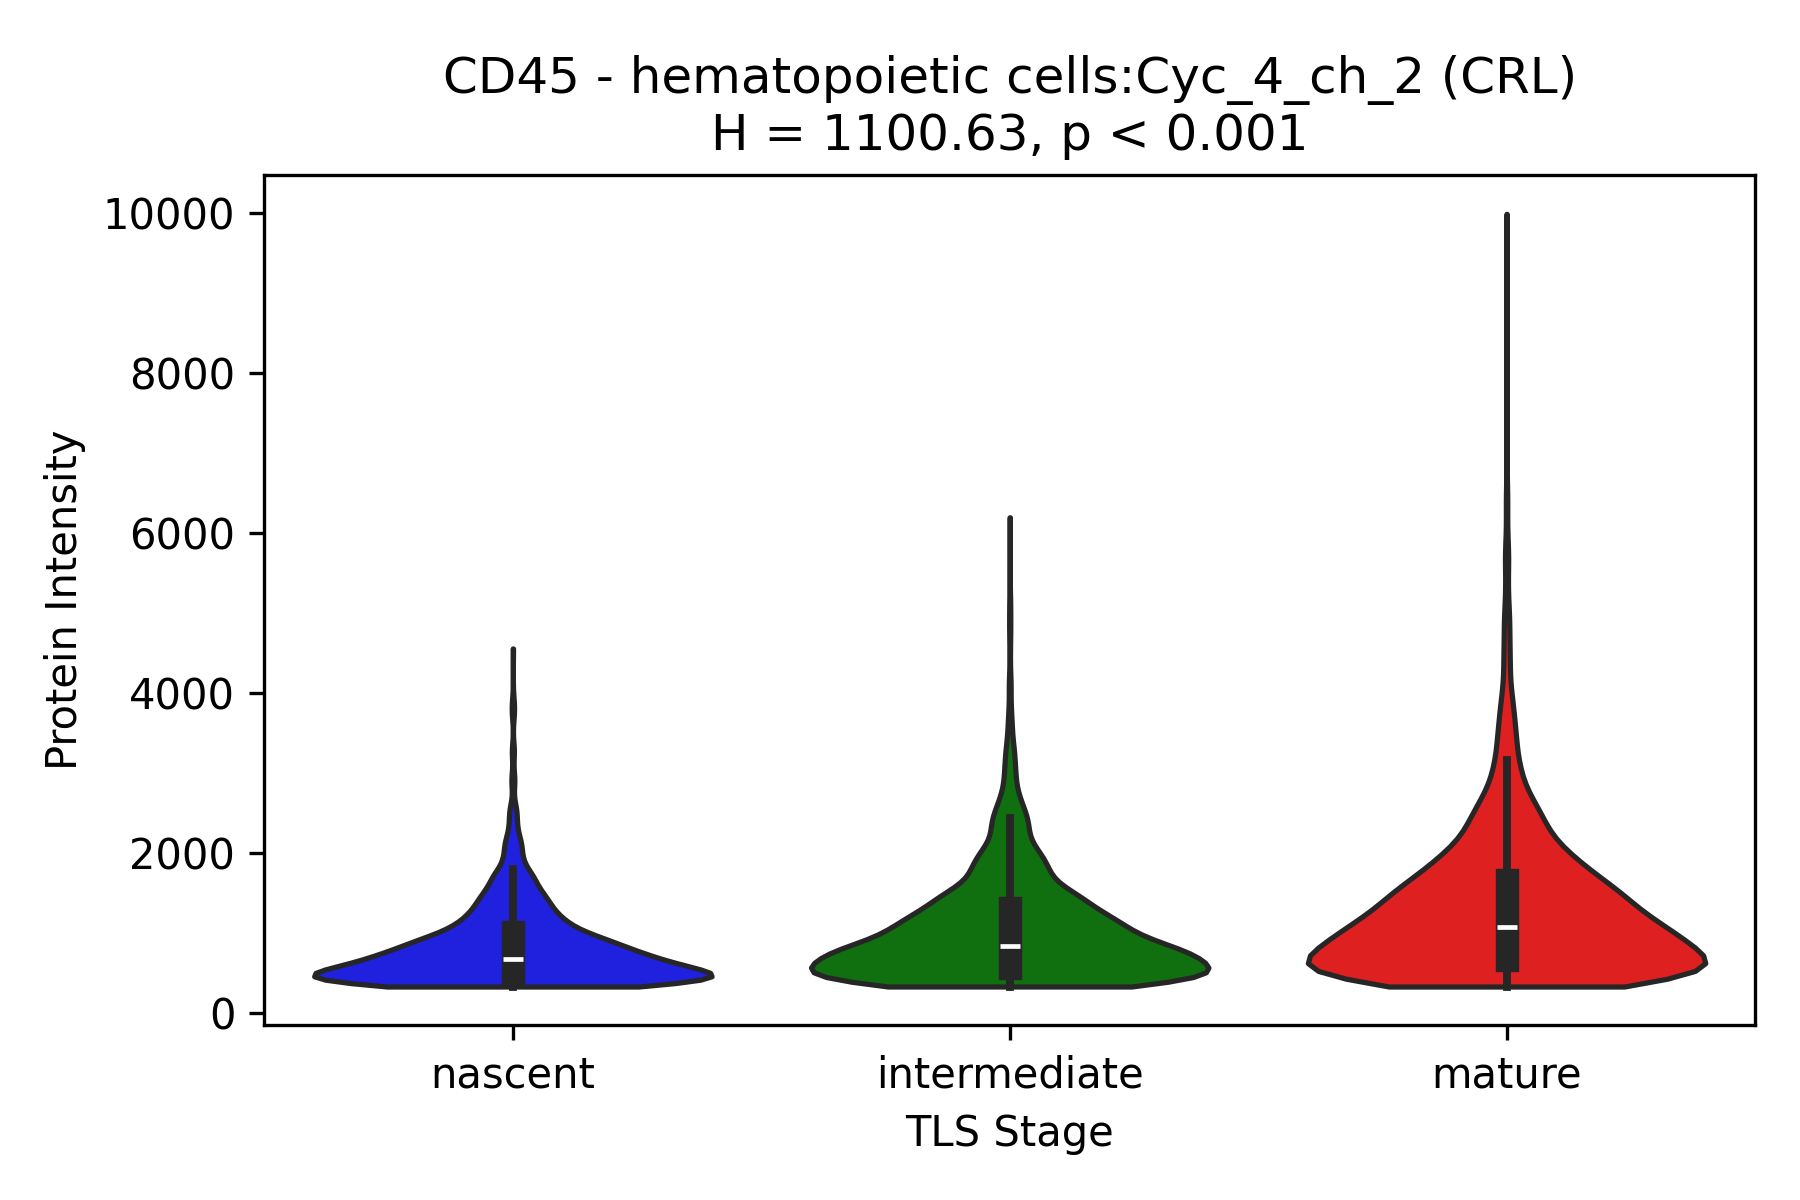 CD45 - hematopoietic cells:Cyc_4_ch_2 (CRL)
H = 1100.63, p < 0.001
Protein Intensity
10000
8000
6000
4000
2000
0
nascent intermediate mature
TLS Stage